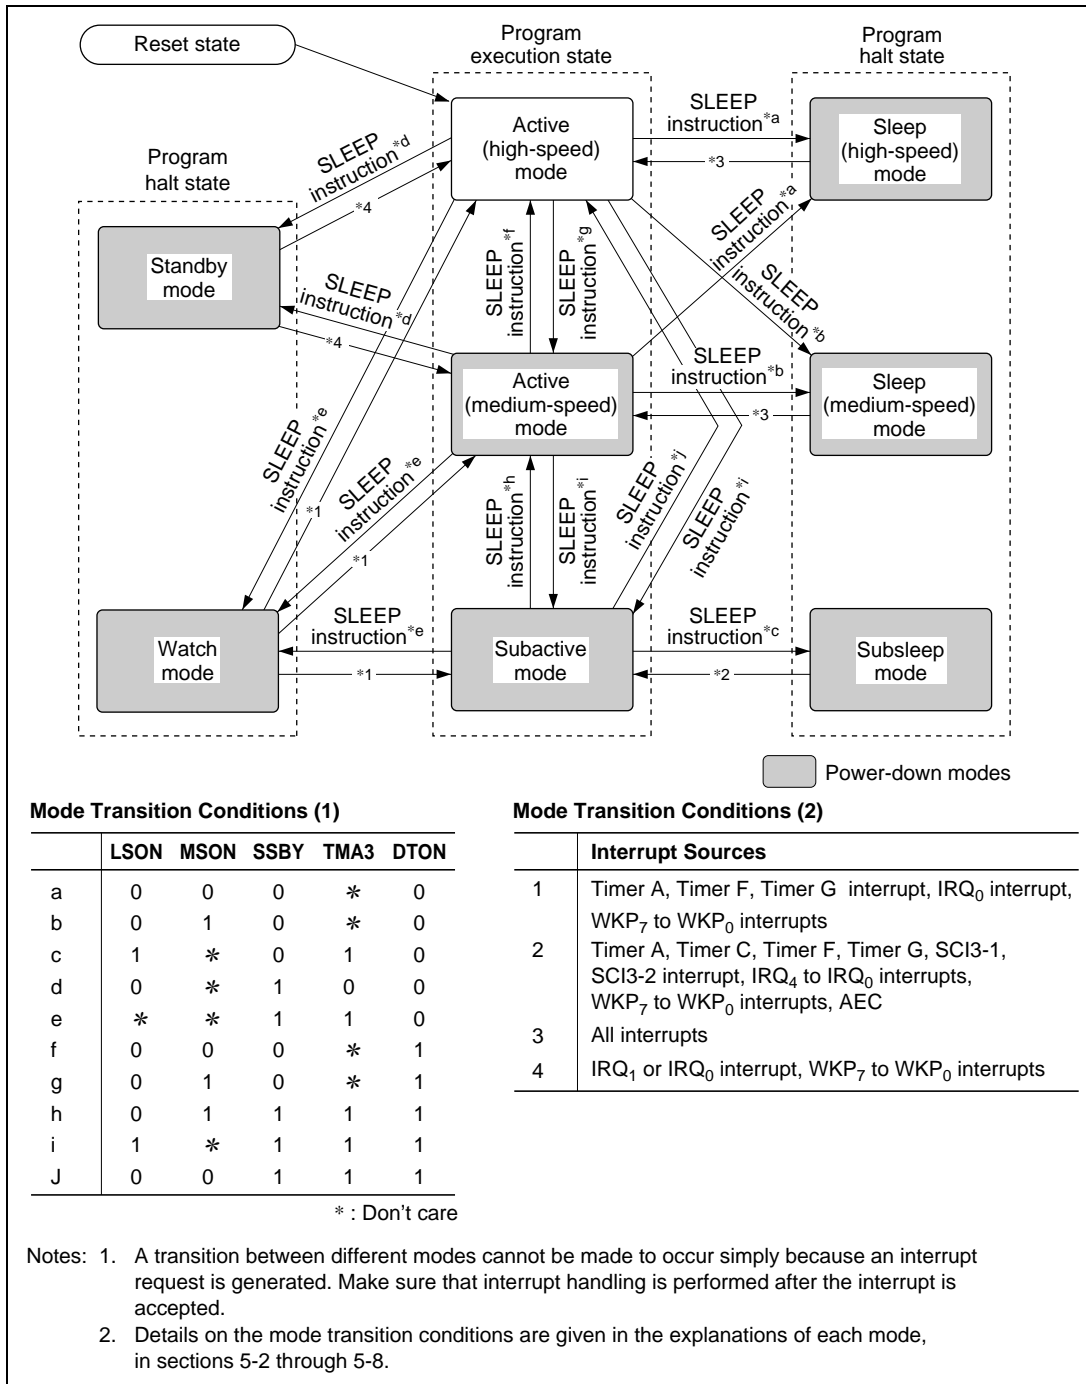 Reset state
Program
execution state
Program
halt state
Program
halt state
Active
(high-speed)
mode
SLEEP
instruction*a
*3
Sleep
(high-speed)
mode
SLEEP
instruction*d
*4
Standby
mode
SLEEP
instruction*d
*4
SLEEP
instruction*f
SLEEP
instruction*g
SLEEP
instruction*a
SLEEP
instruction*b
Active
(medium-speed)
mode
SLEEP
instruction*b
*3
Sleep
(medium-speed)
mode
SLEEP
instruction*e
*1
SLEEP
instruction*e
*1
SLEEP
instruction*h
SLEEP
instruction*i
SLEEP
instruction*j
SLEEP
instruction*i
Watch
mode
SLEEP
instruction*e
*1
Subactive
mode
SLEEP
instruction*c
*2
Subsleep
mode
Power-down modes
Mode Transition Conditions (1)
LSON MSON SSBY TMA3 DTON
a 0 0 0 * 0
b 0 1 0 * 0
c 1 * 0 1 0
d 0 * 1 0 0
e * * 1 1 0
f 0 0 0 * 1
g 0 1 0 * 1
h 0 1 1 1 1
i 1 * 1 1 1
J 0 0 1 1 1
* : Don't care
Mode Transition Conditions (2)
Interrupt Sources
1 Timer A, Timer F, Timer G interrupt, IRQ0 interrupt,
WKP7 to WKP0 interrupts
2 Timer A, Timer C, Timer F, Timer G, SCI3-1,
SCI3-2 interrupt, IRQ4 to IRQ0 interrupts,
WKP7 to WKP0 interrupts, AEC
3 All interrupts
4 IRQ1 or IRQ0 interrupt, WKP7 to WKP0 interrupts
Notes: 1. A transition between different modes cannot be made to occur simply because an interrupt
request is generated. Make sure that interrupt handling is performed after the interrupt is
accepted.
2. Details on the mode transition conditions are given in the explanations of each mode,
in sections 5-2 through 5-8.